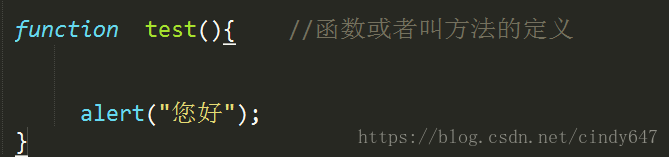 function test(){ //函数或者叫方法的定义
alert("您好");
}
https://blog.csdn.net/cindy647